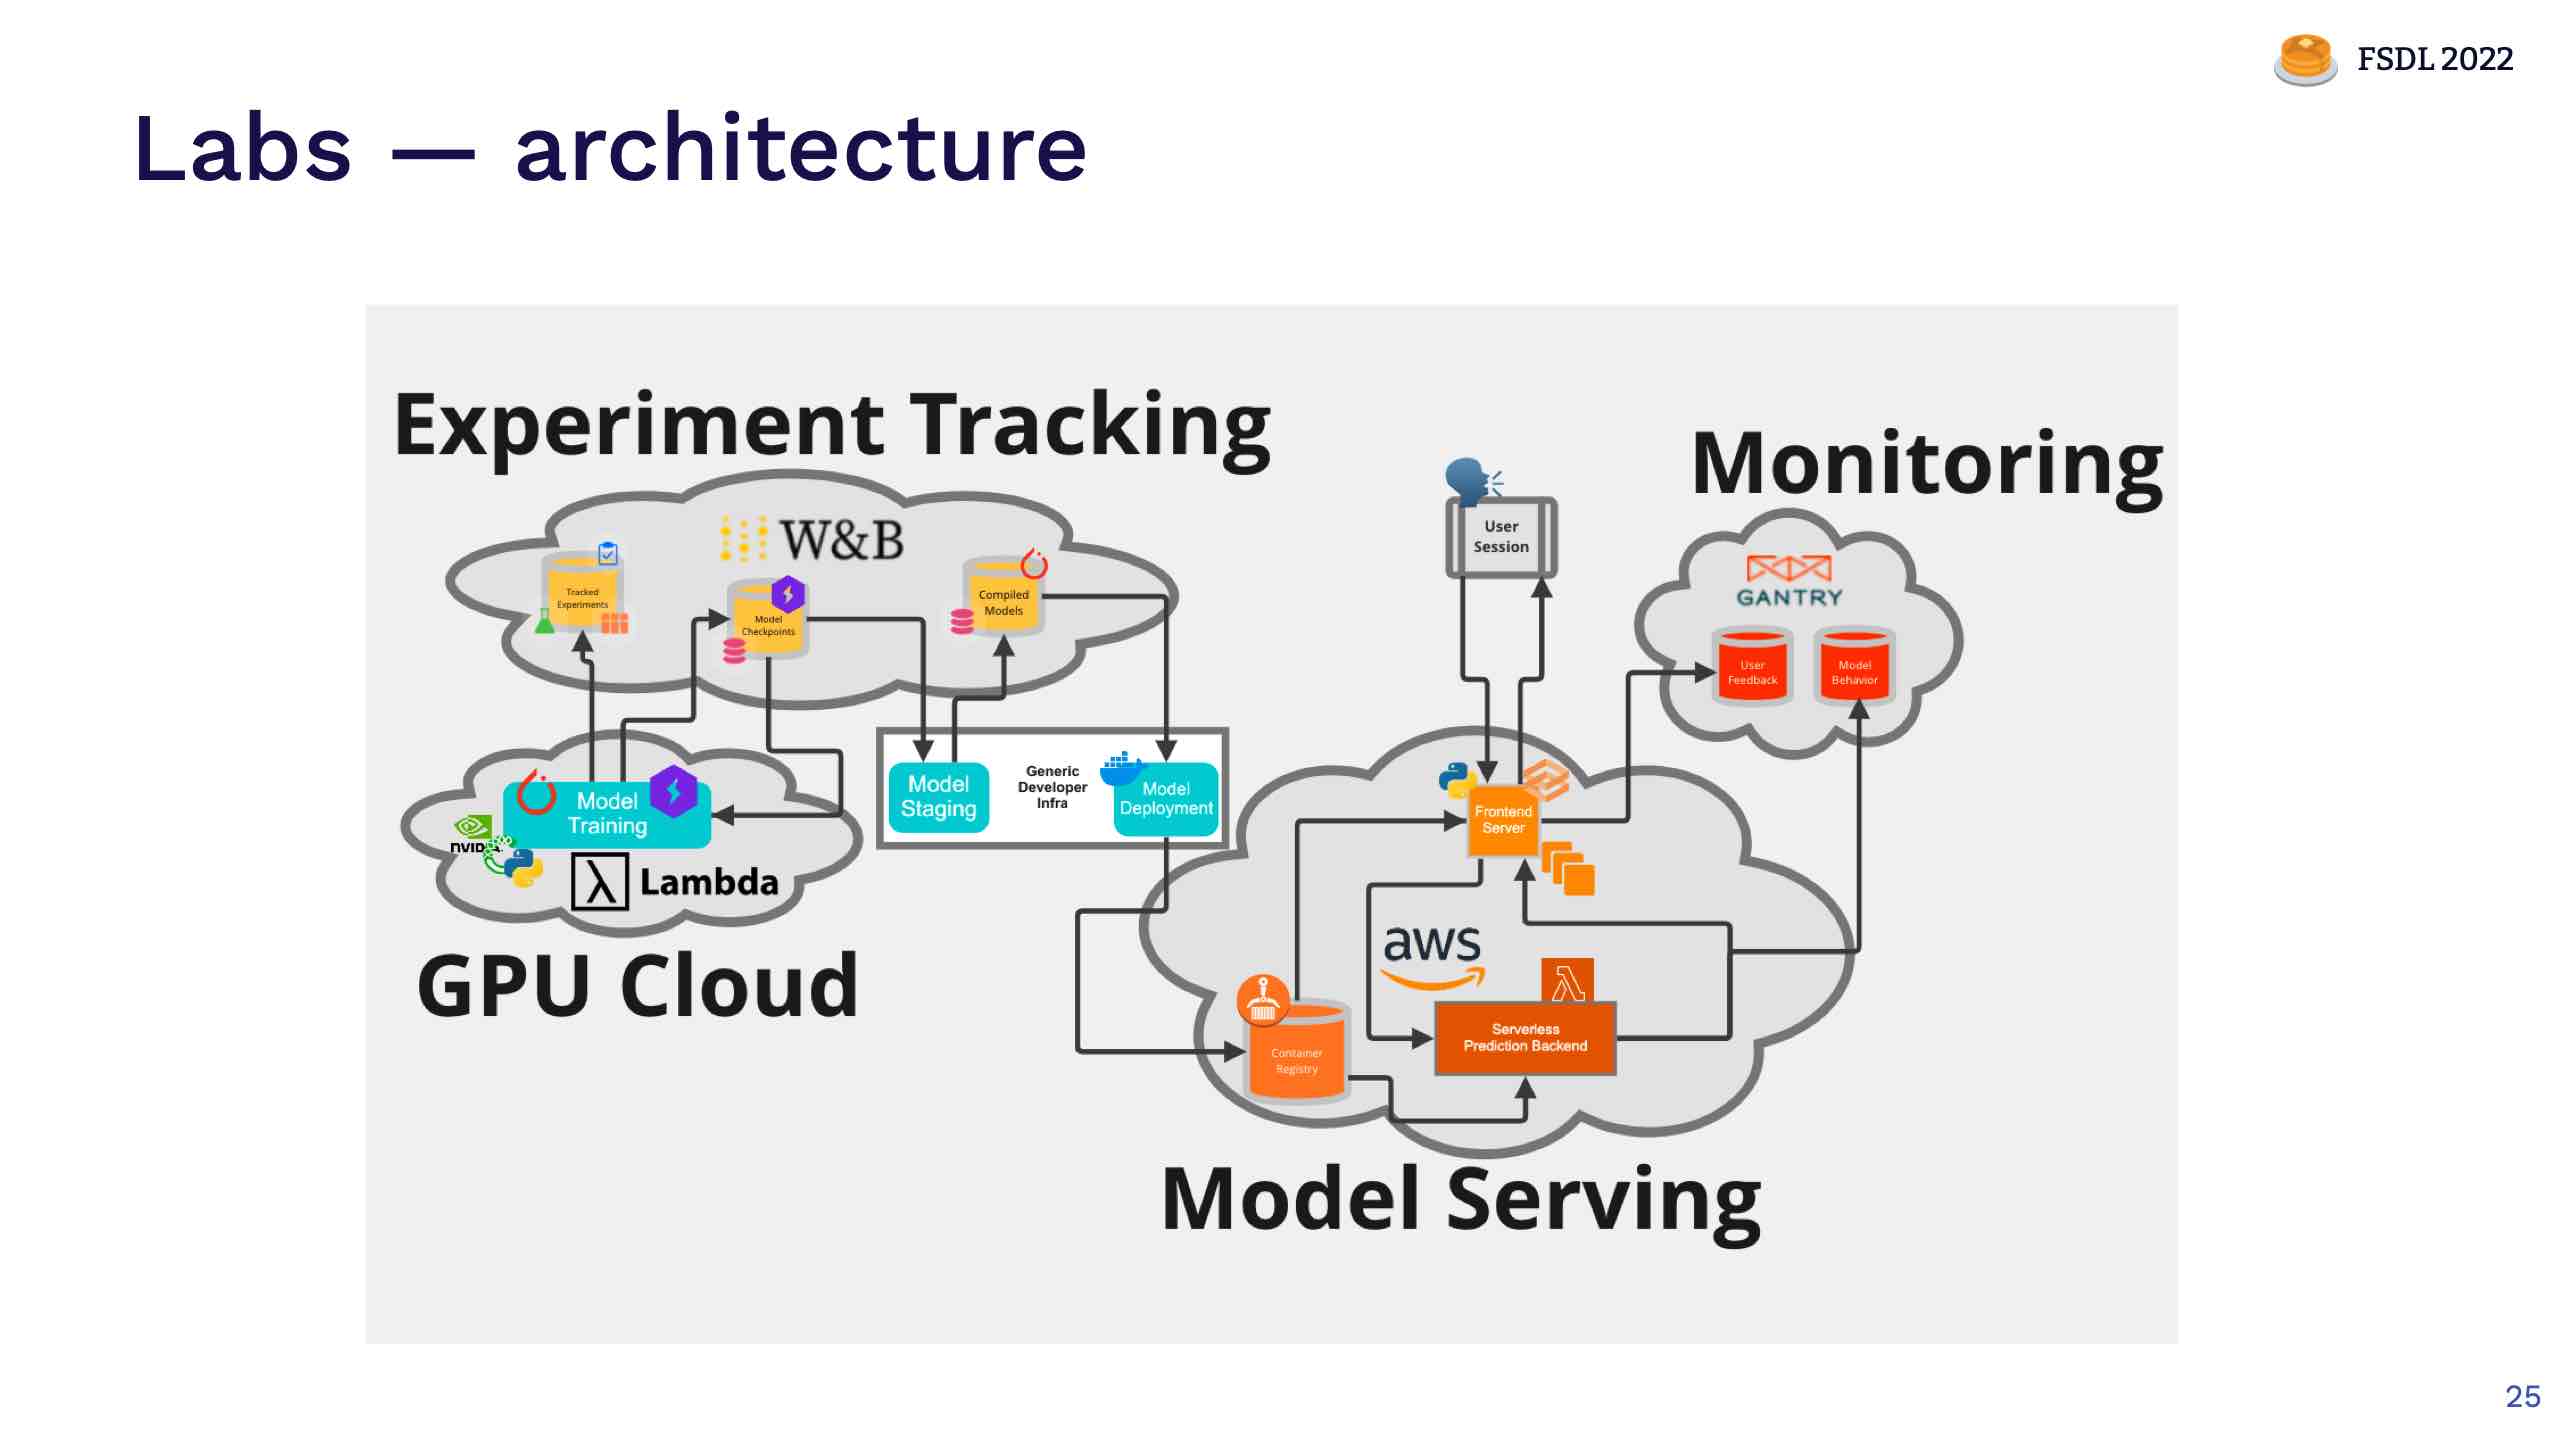 FSDL 2022
Labs — architecture
Experiment Tracking
W&B
Tracked
Experiments
Model
Checkpoints
Compiled
Models
User
Session
Monitoring
GANTRY
User
Feedback
Model
Behavior
Model
Training
Lambda
GPU Cloud
Model
Staging
Generic
Developer
Infra
Model
Deployment
Frontend
Server
aws
Container
Registry
Serverless
Prediction Backend
Model Serving
25